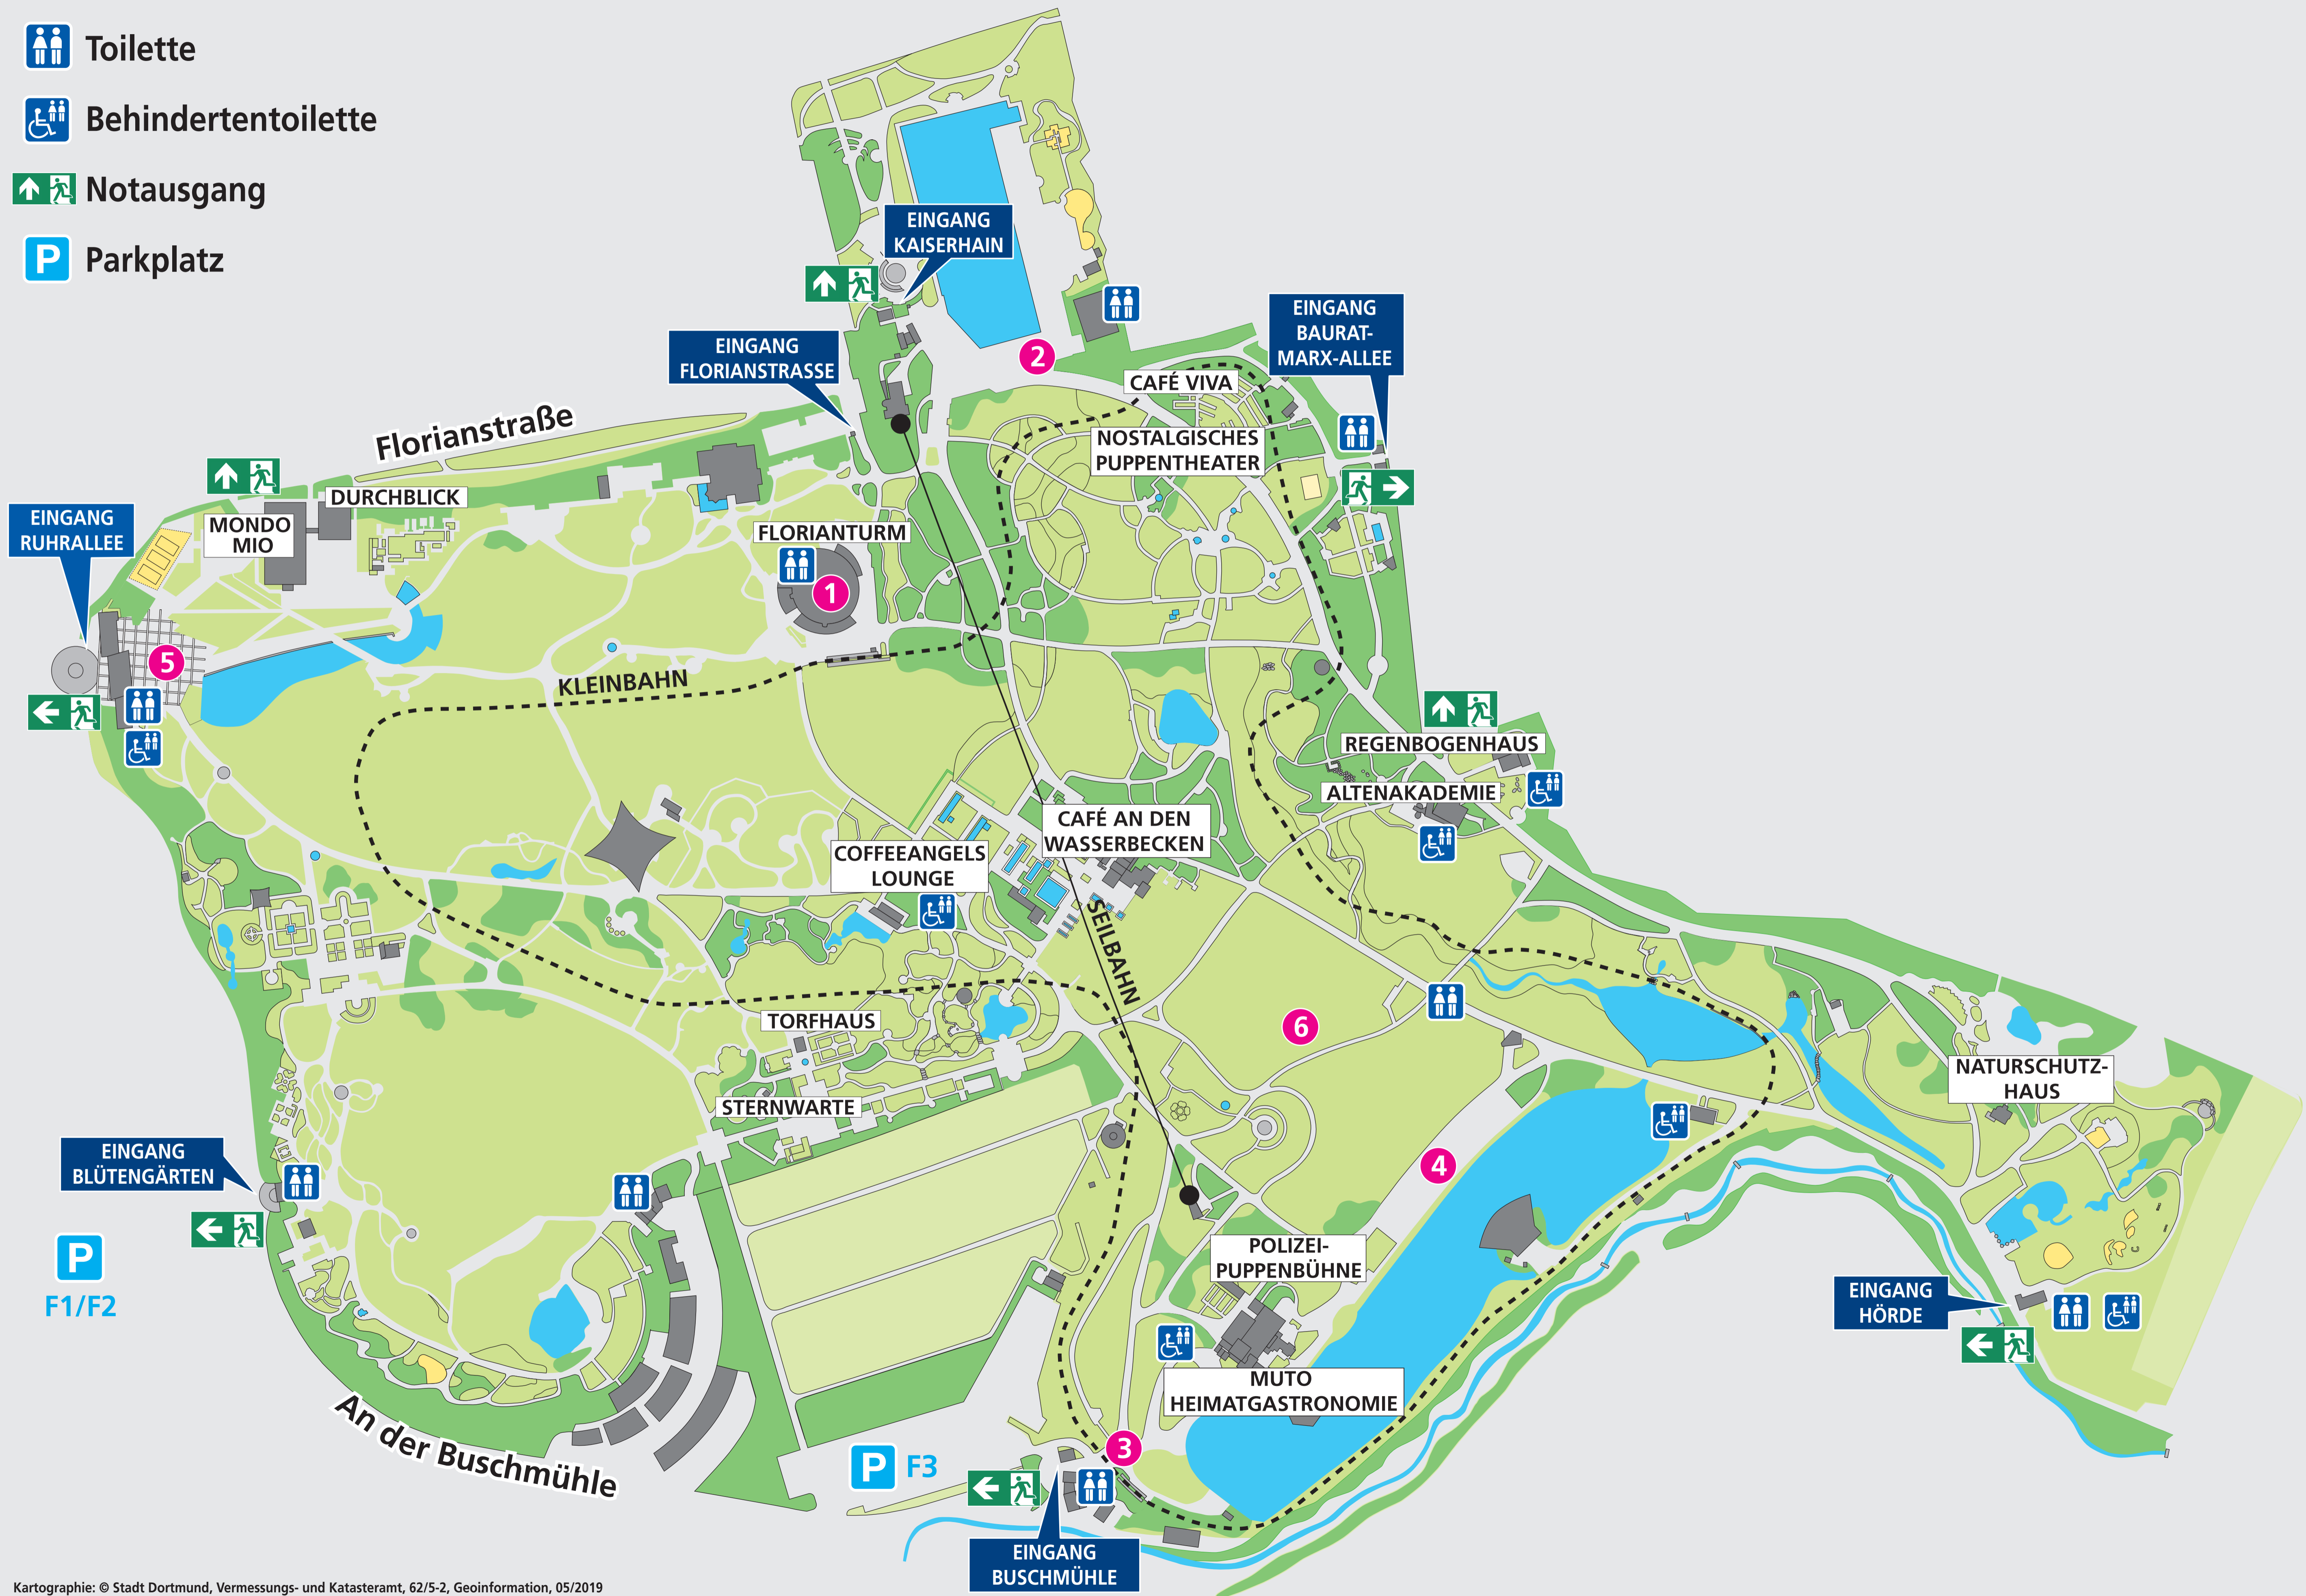 Toilette
Behindertentoilette
Notausgang
P Parkplatz
EINGANG
KAISERHAIN
EINGANG
FLORIANSTRASSE
EINGANG
BAURAT-
MARX-ALLEE
2
CAFÉ VIVA
NOSTALGISCHES
PUPPENTHEATER
Florianstraße
DURCHBLICK
MONDO
MIO
EINGANG
RUHRALLEE
FLORIANTURM
1
5
KLEINBAHN
REGENBOGENHAUS
ALTENAKADEMIE
CAFÉ AN DEN
WASSERBECKEN
COFFEEANGELS
LOUNGE
SEILBAHN
TORFHAUS
6
STERNWARTE
NATURSCHUTZ-
HAUS
EINGANG
BLÜTENGÄRTEN
4
P
F1/F2
POLIZEI-
PUPPENBÜHNE
EINGANG
HÖRDE
MUTO
HEIMATGASTRONOMIE
An der Buschmühle
3
P F3
EINGANG
BUSCHMÜHLE
Kartographie: © Stadt Dortmund, Vermessungs- und Katasteramt, 62/5-2, Geoinformation, 05/2019